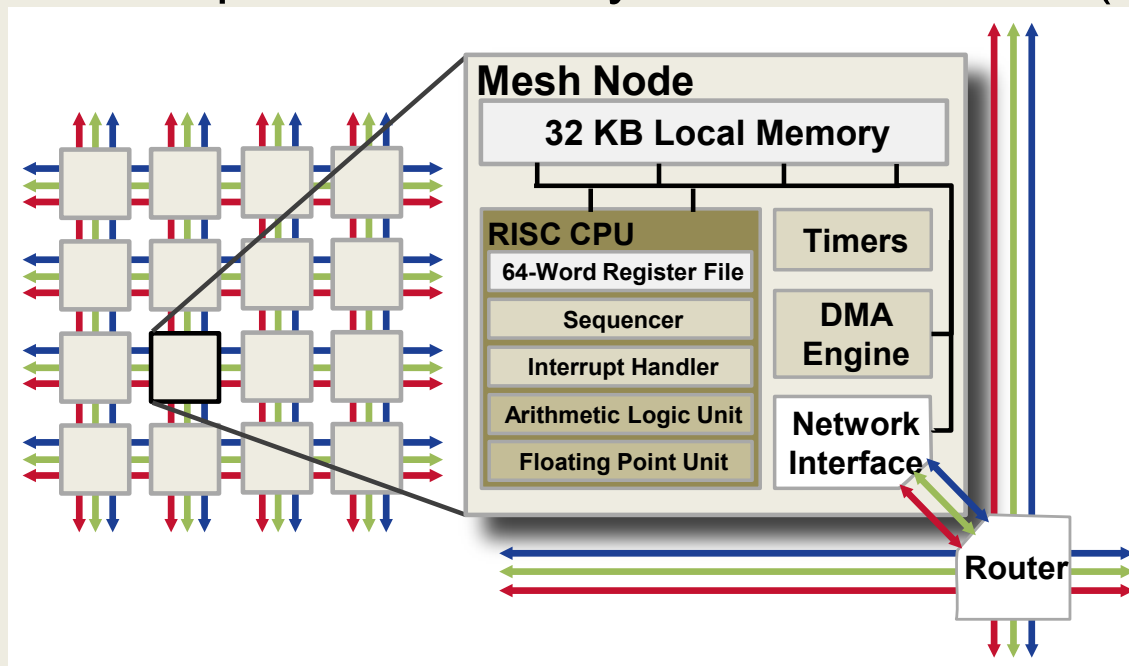 Mesh Node
32 KB Local Memory
RISC CPU
64-Word Register File
Sequencer
Interrupt Handler
Arithmetic Logic Unit
Floating Point Unit
Timers
DMA
Engine
Network
Interface
Router